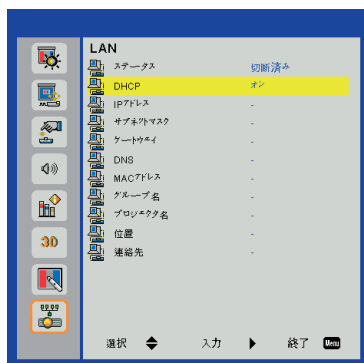 LAN
ステータス 切断済み
DHCP オン
IPアドレス -
サブネットマスク -
ゲートウェイ -
DNS -
MACアドレス -
グループ名 -
プロジェクタ名 -
位置 -
連絡先 -
3D
選択 入力 終了 Menu